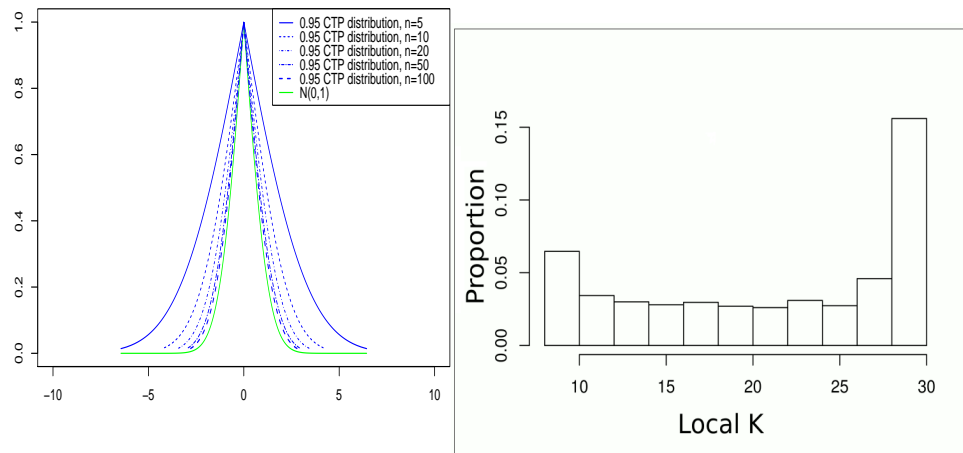 0.95 CTP distribution, n=5
0.95 CTP distribution, n=10
0.95 CTP distribution, n=20
0.95 CTP distribution, n=50
0.95 CTP distribution, n=100
N(0,1)
1.0
0.8
0.6
0.4
0.2
0.0
−10 −5 0 5 10
Proportion
0.15
0.10
0.05
0.00
10 15 20 25 30
Local K